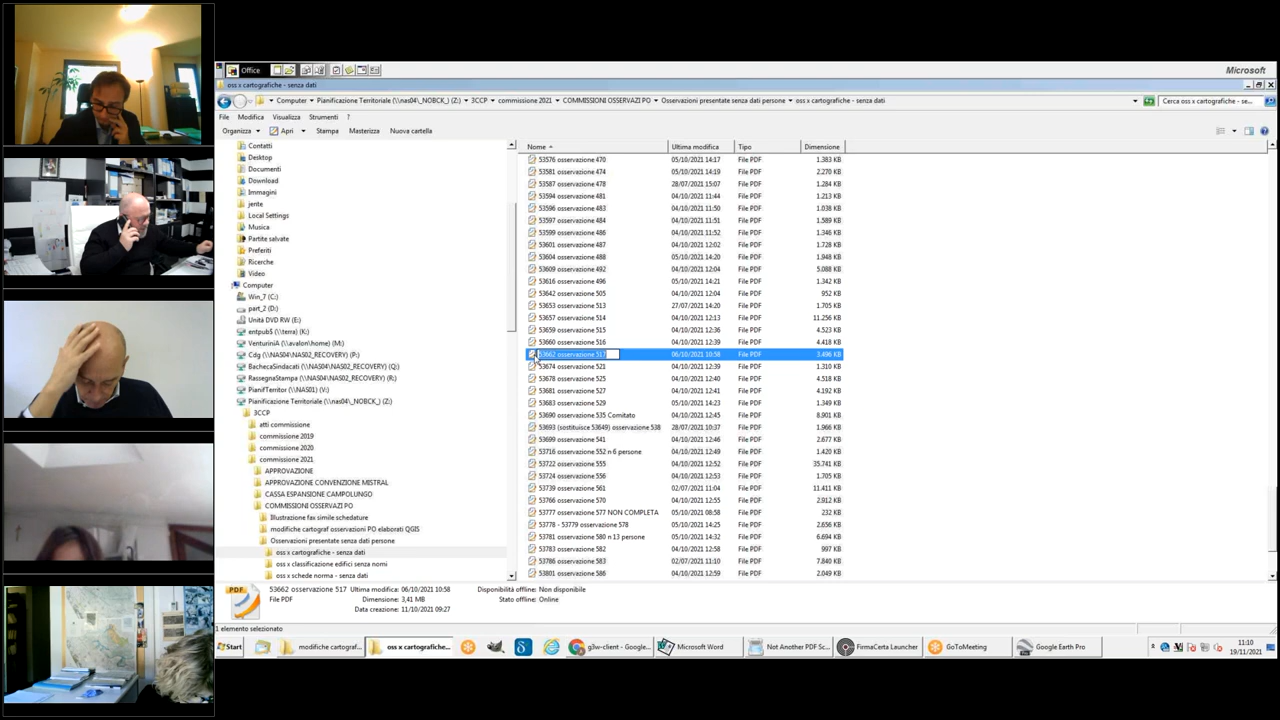 Office
Microsoft
oss x cartografiche - senza dati
Computer ▸ Pianificazione Territoriale (\\nas04\_NOBCK_) (Z:) ▸ 3CCP ▸ commissione 2021 ▸ COMMISSIONI OSSERVAZI PO ▸ Osservazioni presentate senza dati persone ▸ oss x cartografiche - senza dati
Cerca oss x cartografiche - se...
File Modifica Visualizza Strumenti ?
Organizza Apri Stampa Masterizza Nuova cartella
Contatti
Desktop
Documenti
Download
Immagini
jente
Local Settings
Musica
Partite salvate
Preferiti
Ricerche
Video
Computer
Win_7 (C:)
part_2 (D:)
Unità DVD RW (E:)
entpub$ (\\terra) (K:)
VenturiniA (\\avalon\home) (M:)
Cdg (\\NAS04\NAS02_RECOVERY) (P:)
BachecaSindacati (\\NAS04\NAS02_RECOVERY) (Q:)
RassegnaStampa (\\NAS04\NAS02_RECOVERY) (R:)
PianifTerritor (\\NAS01) (V:)
Pianificazione Territoriale (\\nas04\_NOBCK_) (Z:)
3CCP
atti commissione
commissione 2019
commissione 2020
commissione 2021
APPROVAZIONE
APPROVAZIONE CONVENZIONE MISTRAL
CASSA ESPANSIONE CAMPOLUNGO
COMMISSIONI OSSERVAZI PO
Illustrazione fax simile schedature
modifiche cartograf osservazioni PO elaborati QGIS
Osservazioni presentate senza dati persone
oss x cartografiche - senza dati
oss x classificazione edifici senza nomi
oss x schede norma - senza dati
Nome Ultima modifica Tipo Dimensione
53576 osservazione 470 05/10/2021 14:17 File PDF 1.383 KB
53581 osservazione 474 05/10/2021 14:19 File PDF 2.270 KB
53587 osservazione 478 28/07/2021 15:07 File PDF 1.284 KB
53594 osservazione 481 04/10/2021 11:44 File PDF 1.213 KB
53596 osservazione 483 04/10/2021 11:50 File PDF 1.038 KB
53597 osservazione 484 04/10/2021 11:51 File PDF 1.589 KB
53599 osservazione 486 04/10/2021 11:52 File PDF 1.346 KB
53601 osservazione 487 04/10/2021 12:02 File PDF 1.728 KB
53604 osservazione 488 05/10/2021 14:20 File PDF 1.948 KB
53609 osservazione 492 04/10/2021 12:04 File PDF 5.088 KB
53616 osservazione 496 05/10/2021 14:21 File PDF 1.342 KB
53642 osservazione 505 04/10/2021 12:04 File PDF 952 KB
53653 osservazione 513 27/07/2021 14:20 File PDF 1.705 KB
53657 osservazione 514 04/10/2021 12:13 File PDF 11.256 KB
53659 osservazione 515 04/10/2021 12:36 File PDF 4.523 KB
53660 osservazione 516 04/10/2021 12:39 File PDF 4.418 KB
53662 osservazione 517 06/10/2021 10:58 File PDF 3.496 KB
53674 osservazione 521 04/10/2021 12:39 File PDF 1.310 KB
53678 osservazione 525 04/10/2021 12:40 File PDF 4.518 KB
53681 osservazione 527 04/10/2021 12:41 File PDF 4.192 KB
53683 osservazione 529 05/10/2021 14:23 File PDF 1.349 KB
53690 osservazione 535 Comitato 04/10/2021 12:45 File PDF 8.901 KB
53693 (sostituisce 53649) osservazione 538 28/07/2021 10:37 File PDF 1.966 KB
53699 osservazione 541 04/10/2021 12:46 File PDF 2.677 KB
53716 osservazione 552 n 6 persone 04/10/2021 12:49 File PDF 1.420 KB
53722 osservazione 555 04/10/2021 12:52 File PDF 35.741 KB
53724 osservazione 556 04/10/2021 12:53 File PDF 2.255 KB
53739 osservazione 561 02/07/2021 11:04 File PDF 11.411 KB
53766 osservazione 570 04/10/2021 12:55 File PDF 2.912 KB
53777 osservazione 577 NON COMPLETA 05/10/2021 08:58 File PDF 232 KB
53778 - 53779 osservazione 578 05/10/2021 14:25 File PDF 2.656 KB
53781 osservazione 580 n 13 persone 05/10/2021 14:32 File PDF 6.694 KB
53783 osservazione 582 04/10/2021 12:58 File PDF 997 KB
53786 osservazione 583 02/07/2021 11:10 File PDF 7.840 KB
53801 osservazione 586 04/10/2021 12:59 File PDF 2.049 KB
PDF
53662 osservazione 517 Ultima modifica: 06/10/2021 10:58 Disponibilità offline: Non disponibile
File PDF Dimensione: 3,41 MB Stato offline: Online
Data creazione: 11/10/2021 09:27
1 elemento selezionato
Start modifiche cartograf... oss x cartografiche... g3w-client - Google... Microsoft Word Not Another PDF Sc... FirmaCerta Launcher GoToMeeting Google Earth Pro
11:10
19/11/2021